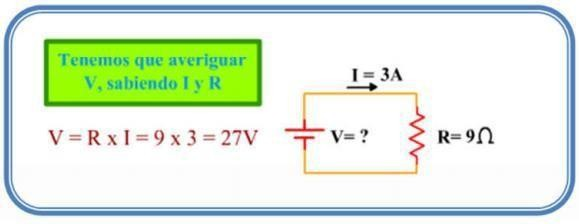 Tenemos que averiguar
V, sabiendo I y R
V = R x I = 9 x 3 = 27V
I = 3A
V= ?
R= 9Ω